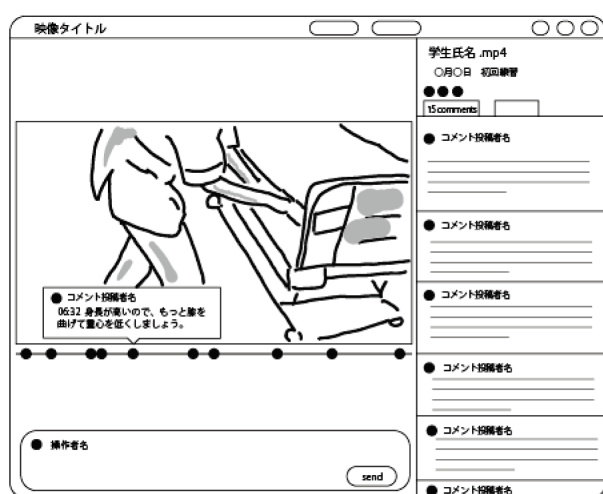 映像タイトル
学生氏名.mp4
〇月〇日 初回練習
15 comments
コメント投稿者名
コメント投稿者名
コメント投稿者名
コメント投稿者名
コメント投稿者名
コメント投稿者名
コメント投稿者名
06:32 身長が高いので、もっと膝を
曲げて重心を低くしましょう。
操作者名
send